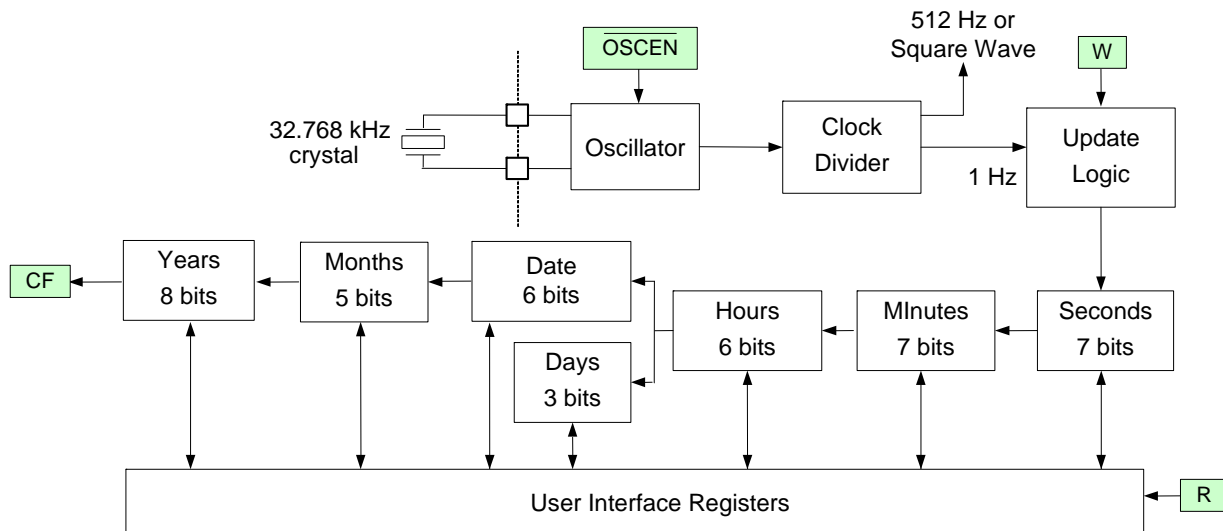 512 Hz or
Square Wave
OSCEN
W
32.768 kHz
crystal
Oscillator
Clock
Divider
1 Hz
Update
Logic
CF
Years
8 bits
Months
5 bits
Date
6 bits
Days
3 bits
Hours
6 bits
MInutes
7 bits
Seconds
7 bits
User Interface Registers
R